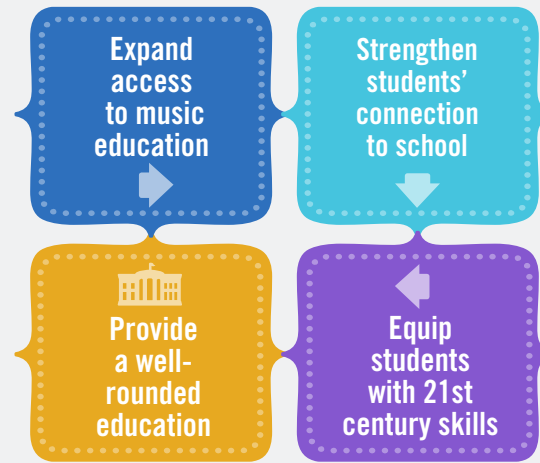 Expand
access
to music
education
Strengthen
students’
connection
to school
Equip
students
with 21st
century skills
Provide
a well-
rounded
education